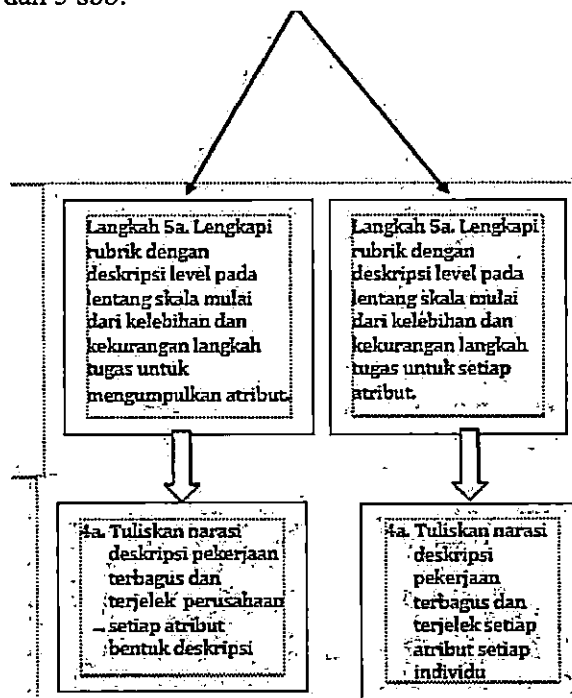 Langkah 5a. Lengkapi
rubrik dengan
deskripsi level pada
lentang skala mulai
dari kelebihan dan
kekurangan langkah
tugas untuk
mengumpulkan atribut.
Langkah 5a. Lengkapi
rubrik dengan
deskripsi level pada
lentang skala mulai
dari kelebihan dan
kekurangan langkah
tugas untuk setiap
atribut.
4a. Tuliskan narasi
deskripsi pekerjaan
terbagus dan
terjelek perusahaan
setiap atribut
bentuk deskripsi
4a. Tuliskan narasi
deskripsi
pekerjaan
terbagus dan
terjelek setiap
atribut setiap
individu